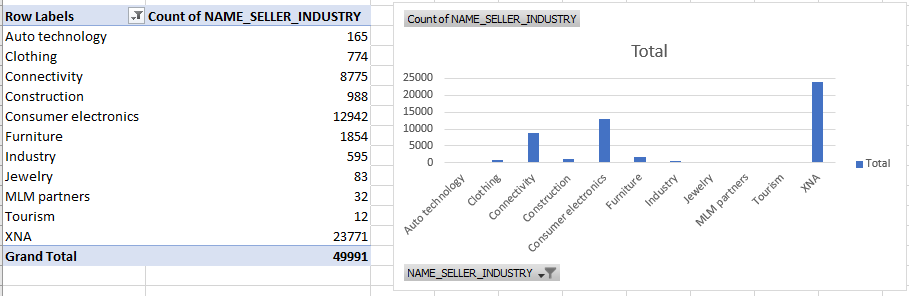 Row Labels Count of NAME_SELLER_INDUSTRY
Auto technology 165
Clothing 774
Connectivity 8775
Construction 988
Consumer electronics 12942
Furniture 1854
Industry 595
Jewelry 83
MLM partners 32
Tourism 12
XNA 23771
Grand Total 49991
Count of NAME_SELLER_INDUSTRY
Total
25000
20000
15000
10000
5000
0
Auto technology
Clothing
Connectivity
Construction
Consumer electronics
Furniture
Industry
Jewelry
MLM partners
Tourism
XNA
Total
NAME_SELLER_INDUSTRY